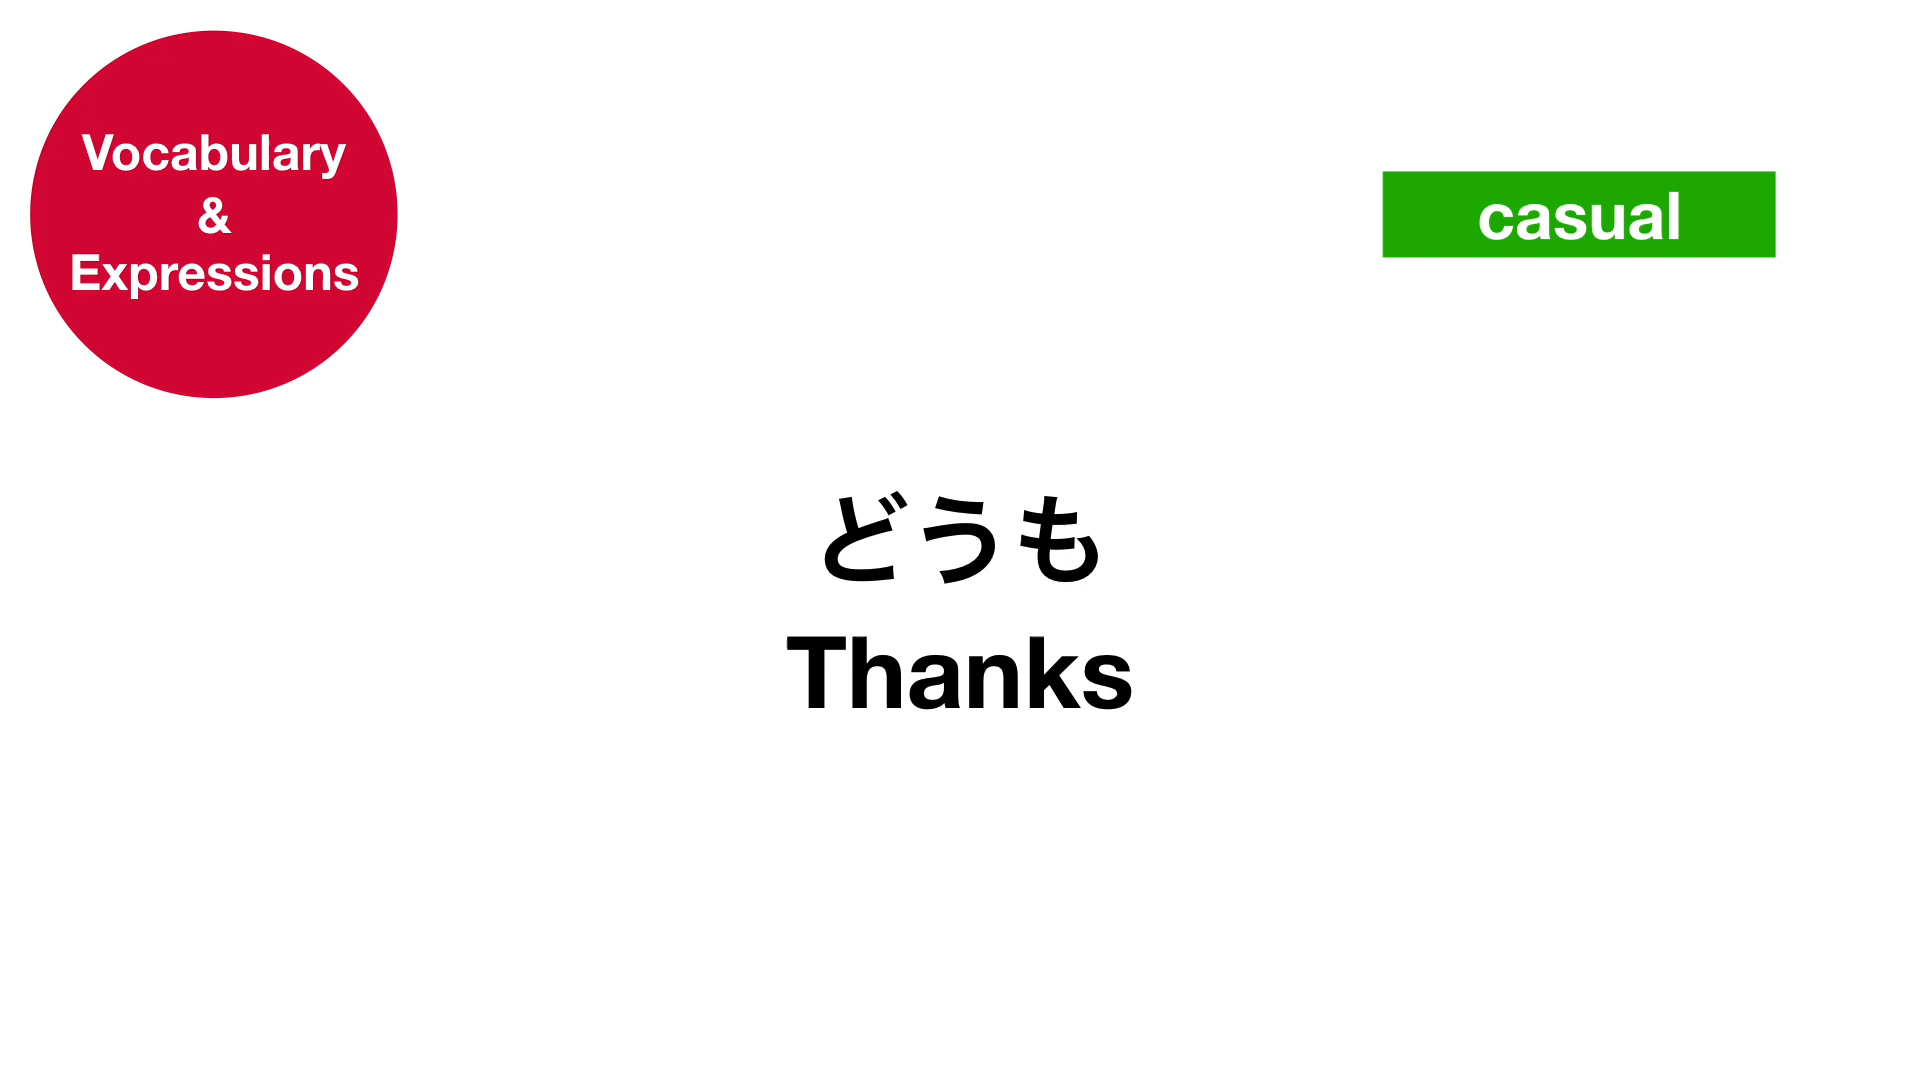 Vocabulary
&
Expressions
casual
どうも
Thanks